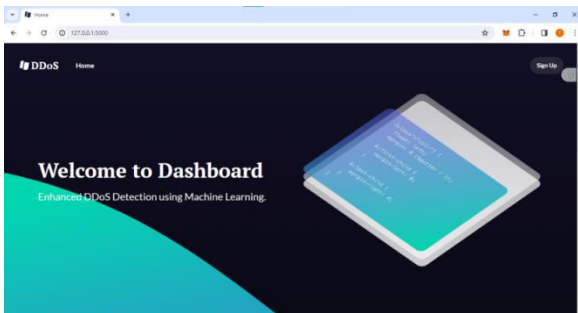 Home
127.0.0.1:5000
DDoS
Home
Sign Up
Welcome to Dashboard
Enhanced DDoS Detection using Machine Learning.